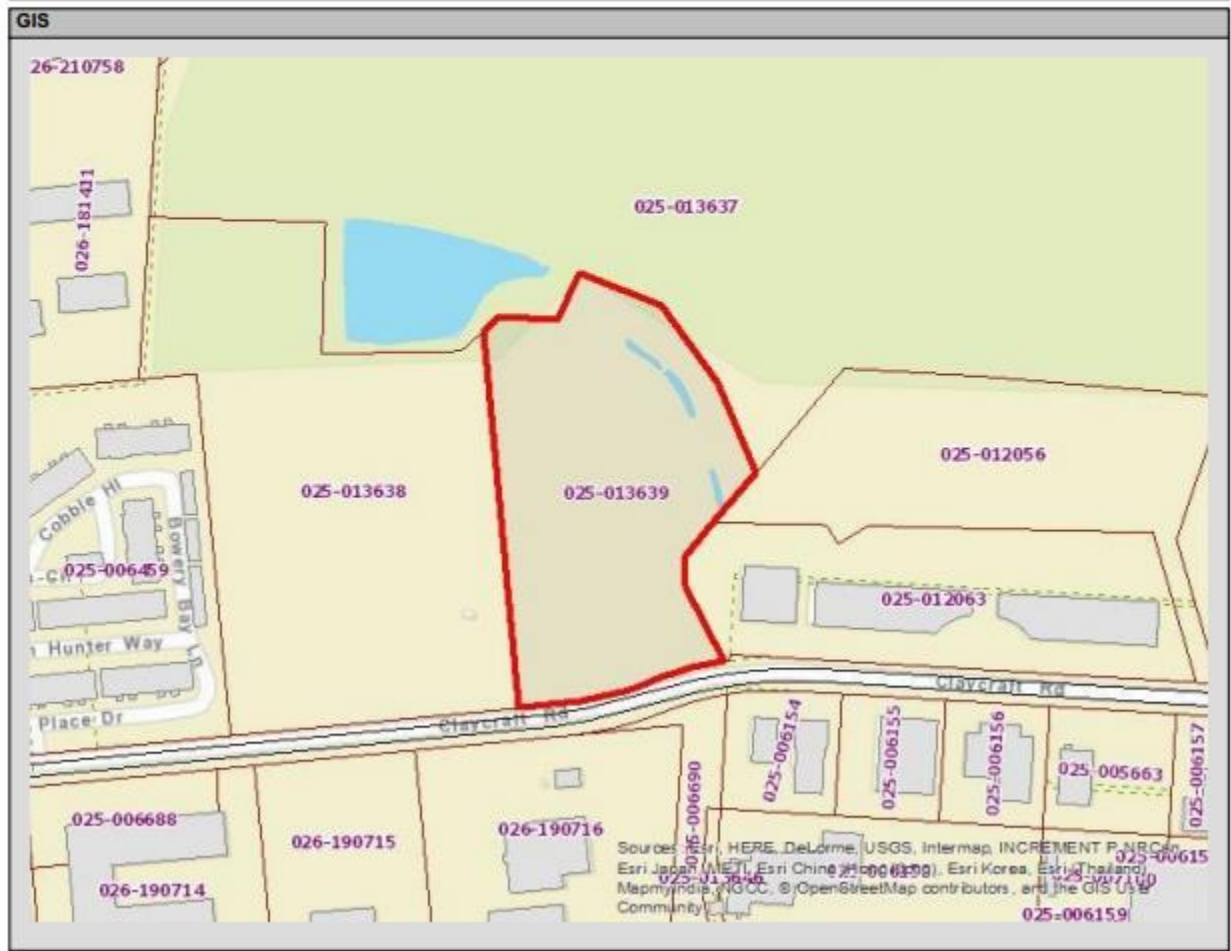 GIS
26-210758
026-181411
025-013637
025-012056
025-013638
025-013639
Cobble Hl
Bowery Bay Ln
025-006459
025-012063
Hunter Way
Place Dr
Claycraft Rd
Claycraft Rd
025-006154
025-006155
025-006156
025-005663
025-006157
025-006688
026-190715
026-190716
025-006690
026-190714
Sources: Esri, HERE, DeLorme, USGS, Intermap, INCREMENT P, NRCan,
Esri Japan, METI, Esri China (Hong Kong), Esri Korea, Esri (Thailand),
MapmyIndia, NGCC, © OpenStreetMap contributors, and the GIS User
Community
025-006159